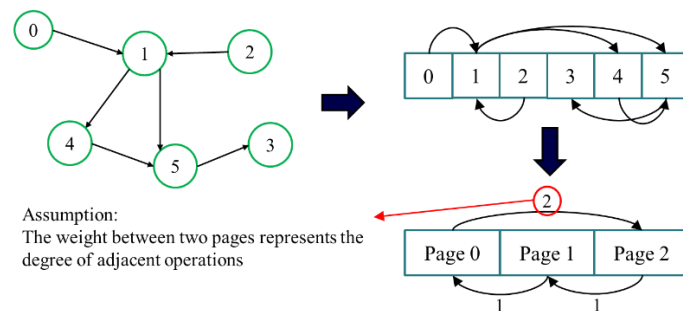 0
1
2
4
5
3
0 1 2 3 4 5
2
Assumption:
The weight between two pages represents the
degree of adjacent operations
Page 0 Page 1 Page 2
1 1